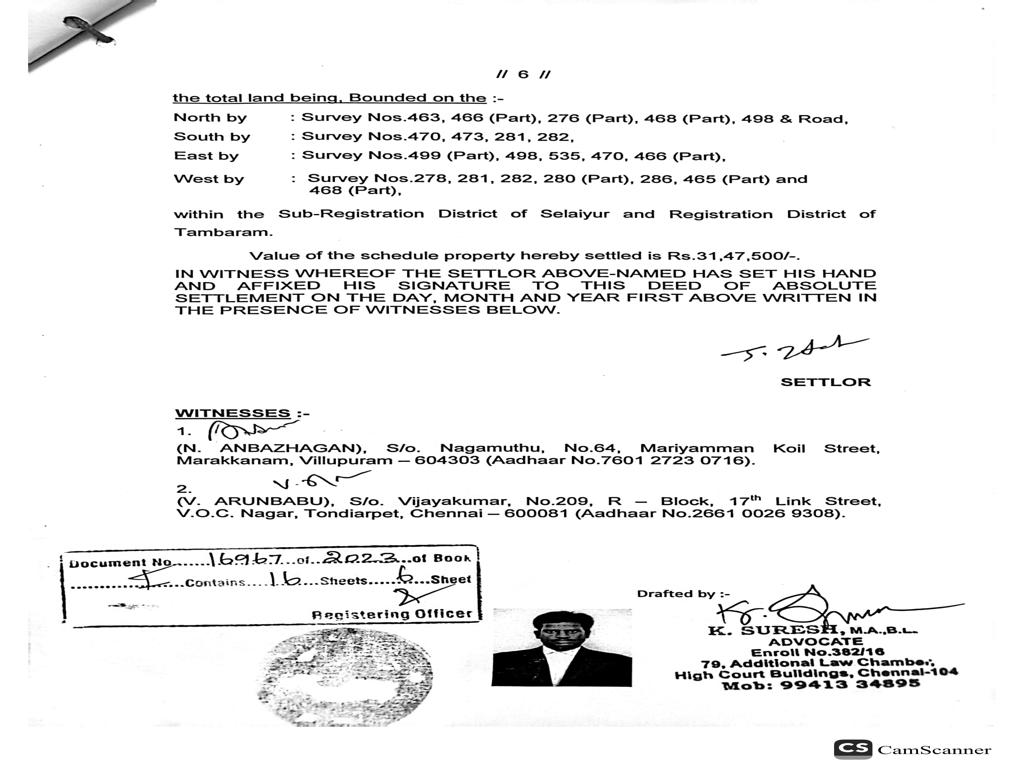 // 6 //
the total land being, Bounded on the :-
North by : Survey Nos.463, 466 (Part), 276 (Part), 468 (Part), 498 & Road,
South by : Survey Nos.470, 473, 281, 282,
East by : Survey Nos.499 (Part), 498, 535, 470, 466 (Part),
West by : Survey Nos.278, 281, 282, 280 (Part), 286, 465 (Part) and
468 (Part),
within the Sub-Registration District of Selaiyur and Registration District of
Tambaram.
Value of the schedule property hereby settled is Rs.31,47,500/-.
IN WITNESS WHEREOF THE SETTLOR ABOVE-NAMED HAS SET HIS HAND
AND AFFIXED HIS SIGNATURE TO THIS DEED OF ABSOLUTE
SETTLEMENT ON THE DAY, MONTH AND YEAR FIRST ABOVE WRITTEN IN
THE PRESENCE OF WITNESSES BELOW.
SETTLOR
WITNESSES :-
1.
(N. ANBAZHAGAN), S/o. Nagamuthu, No.64, Mariyamman Koil Street,
Marakkanam, Villupuram – 604303 (Aadhaar No.7601 2723 0716).
2.
(V. ARUNBABU), S/o. Vijayakumar, No.209, R – Block, 17th Link Street,
V.O.C. Nagar, Tondiarpet, Chennai – 600081 (Aadhaar No.2661 0026 9308).
Document No......16967...of...2023...of Book
............Contains....16...Sheets.....6...Sheet
Registering Officer
Drafted by :-
K. SURESH, M.A.,B.L.
ADVOCATE
Enroll No.382/16
79, Additional Law Chamber,
High Court Buildings, Chennai-104
Mob: 99413 34895
CS CamScanner